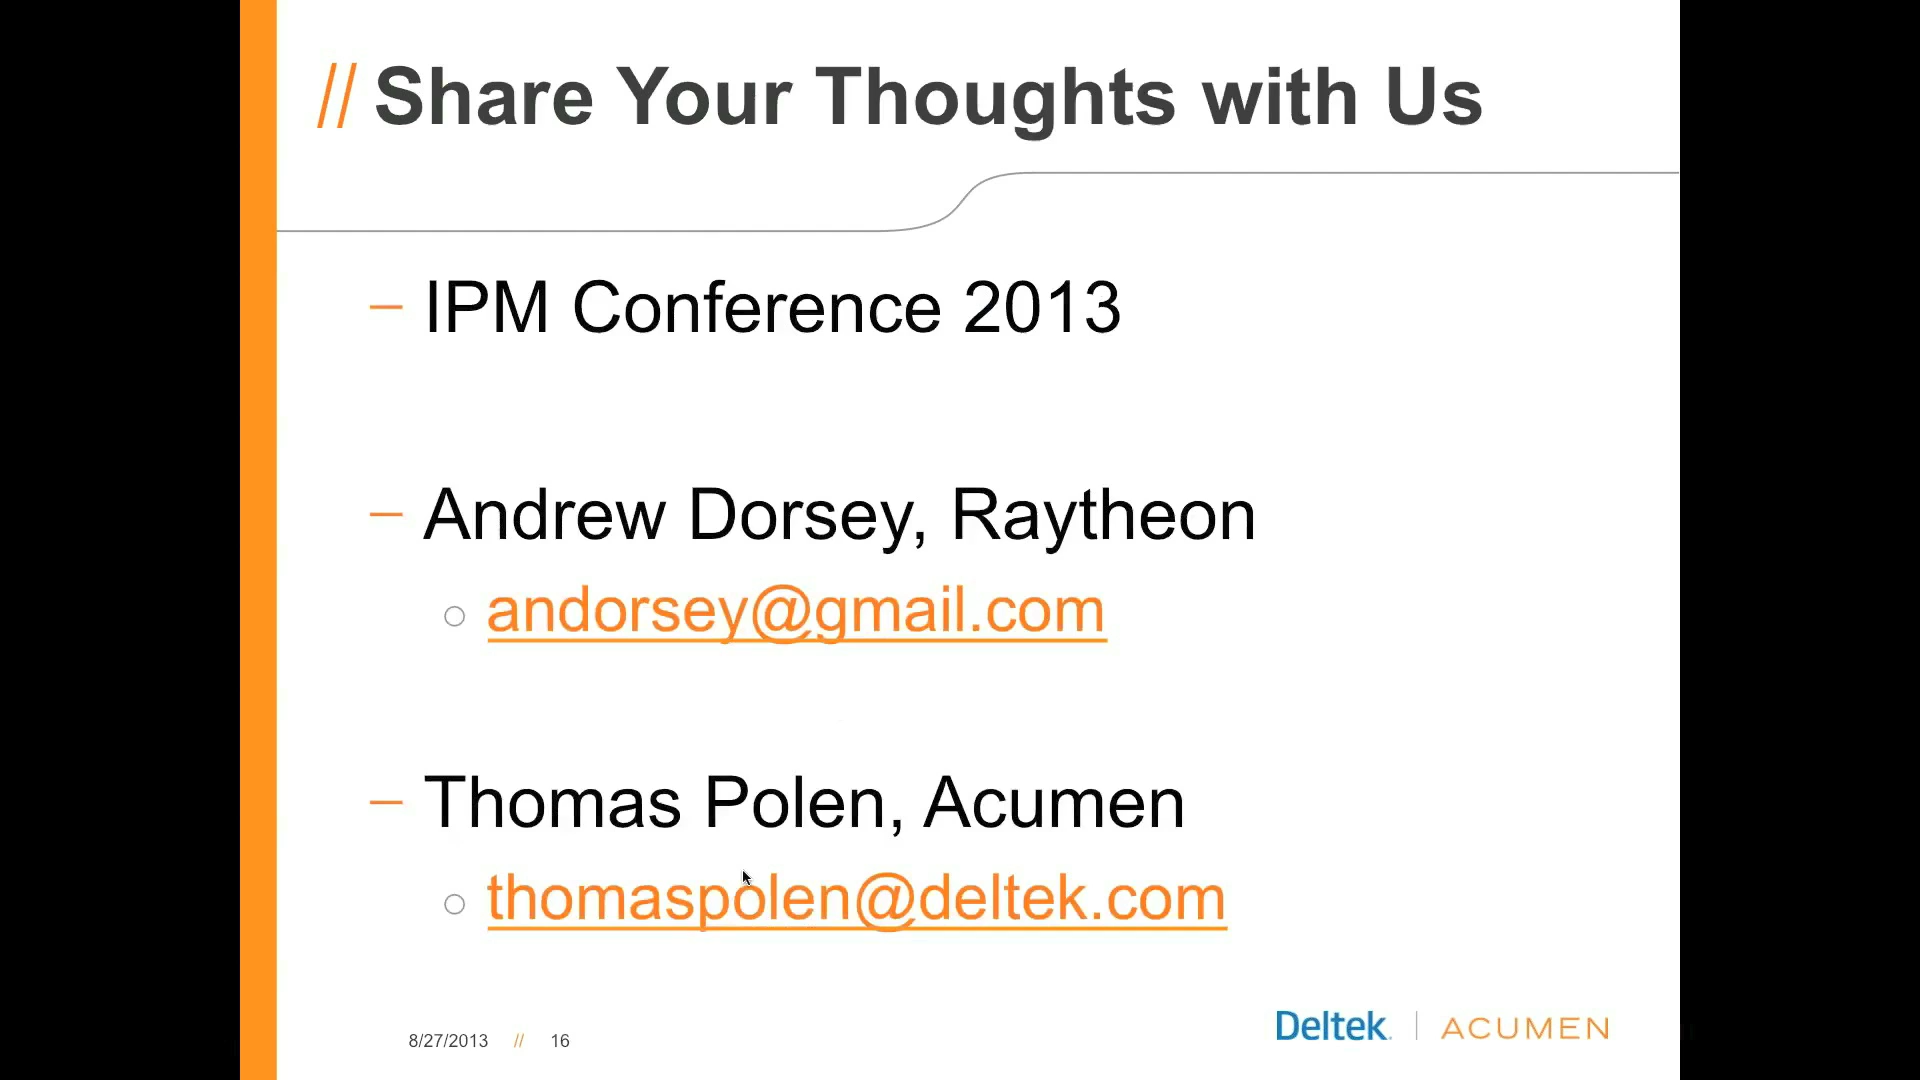 // Share Your Thoughts with Us
– IPM Conference 2013
– Andrew Dorsey, Raytheon
○ andorsey@gmail.com
– Thomas Polen, Acumen
○ thomaspolen@deltek.com
8/27/2013 // 16
Deltek. | ACUMEN